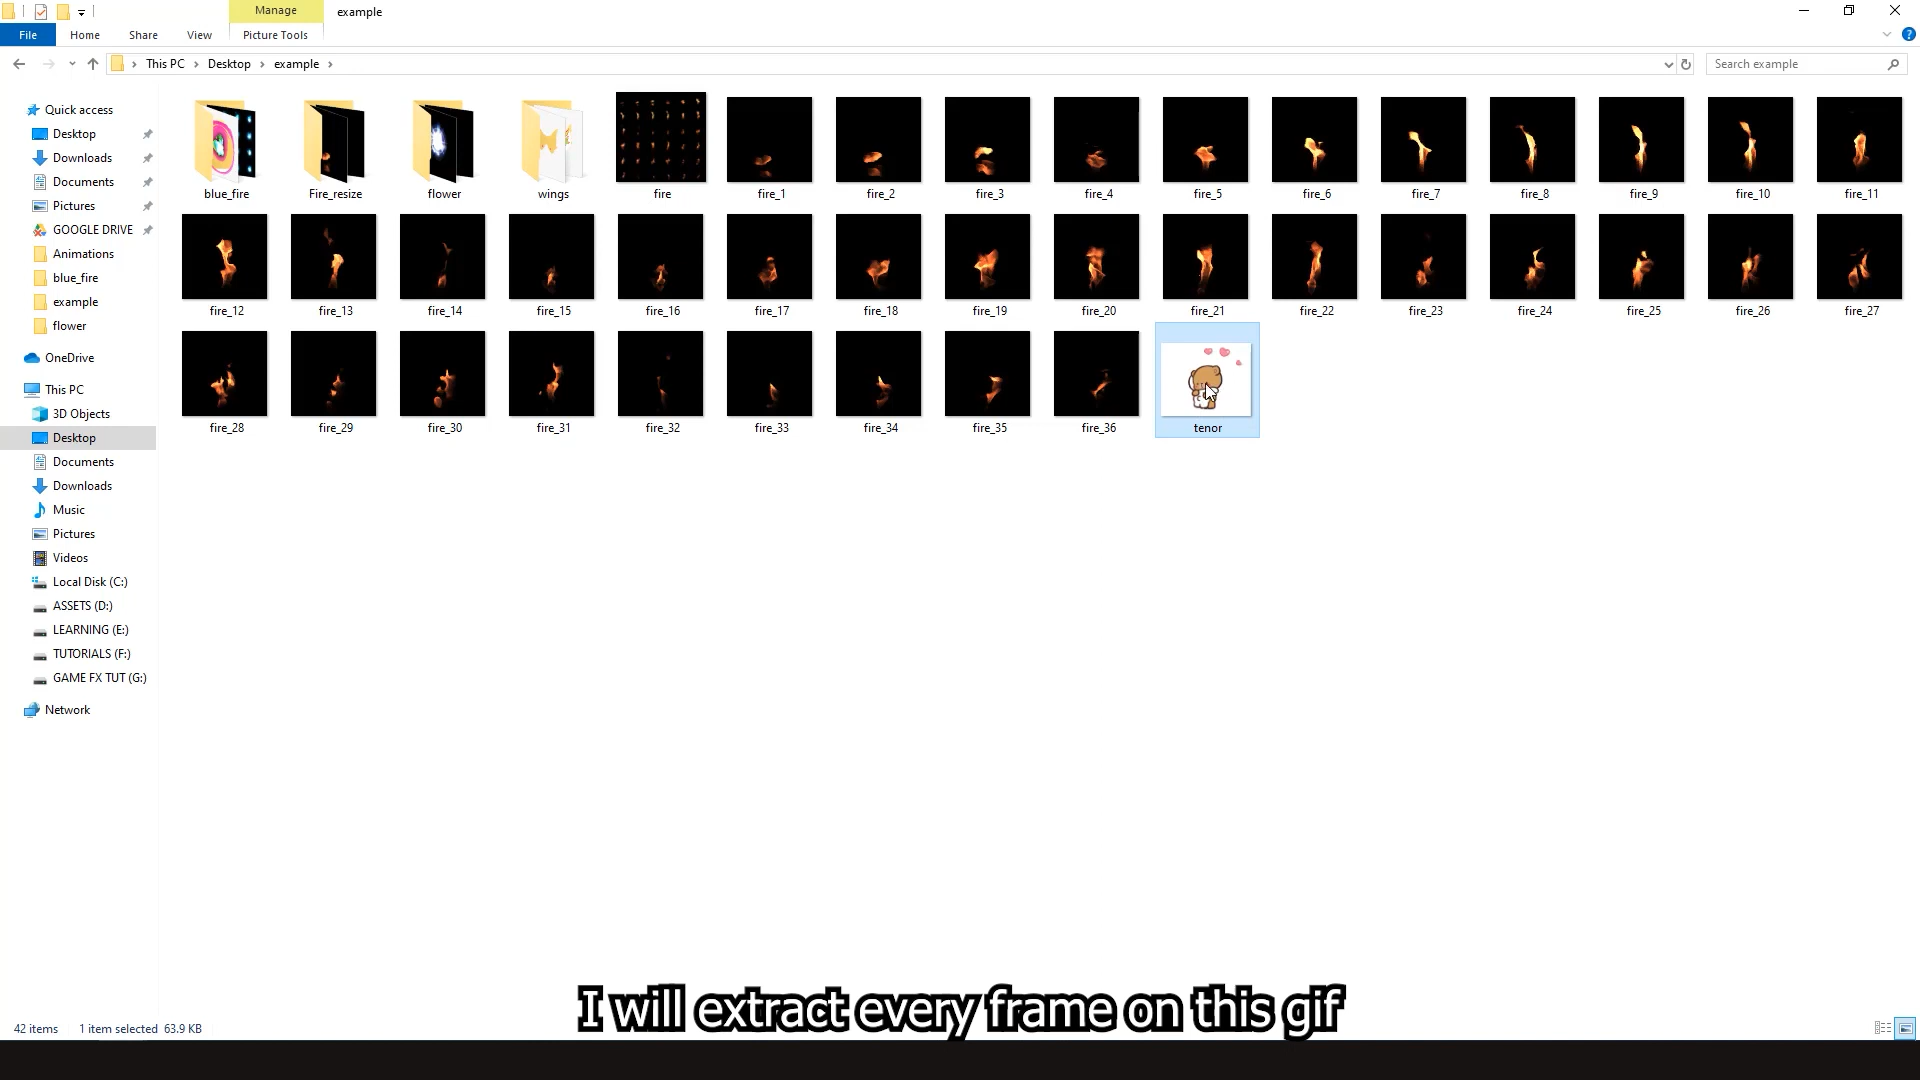 Manage
example
File
Home
Share
View
Picture Tools
This PC
Desktop
example
Search example
Quick access
Desktop
Downloads
Documents
Pictures
GOOGLE DRIVE
Animations
blue_fire
example
flower
OneDrive
This PC
3D Objects
Desktop
Documents
Downloads
Music
Pictures
Videos
Local Disk (C:)
ASSETS (D:)
LEARNING (E:)
TUTORIALS (F:)
GAME FX TUT (G:)
Network
blue_fire
Fire_resize
flower
wings
fire
fire_1
fire_2
fire_3
fire_4
fire_5
fire_6
fire_7
fire_8
fire_9
fire_10
fire_11
fire_12
fire_13
fire_14
fire_15
fire_16
fire_17
fire_18
fire_19
fire_20
fire_21
fire_22
fire_23
fire_24
fire_25
fire_26
fire_27
fire_28
fire_29
fire_30
fire_31
fire_32
fire_33
fire_34
fire_35
fire_36
tenor
I will extract every frame on this gif
42 items
1 item selected 63.9 KB